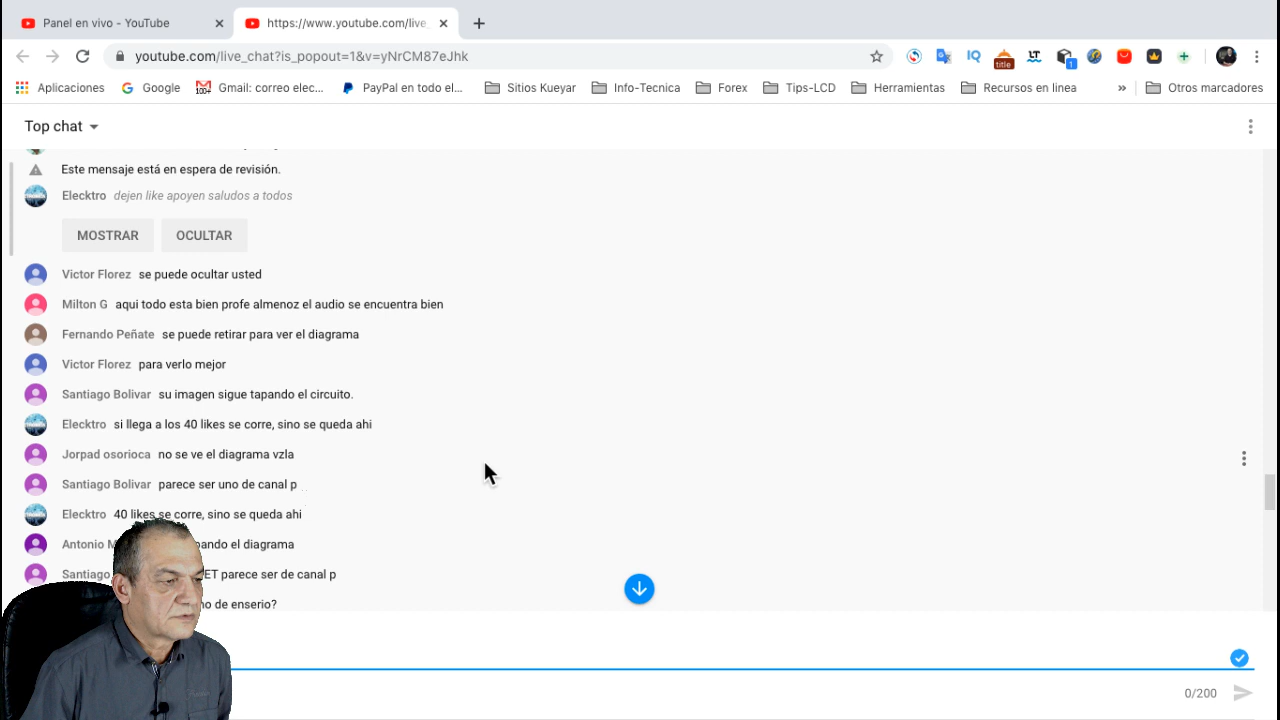 Panel en vivo - YouTube
https://www.youtube.com/live_
youtube.com/live_chat?is_popout=1&v=yNrCM87eJhk
title
1
Aplicaciones
Google
100+
Gmail: correo elec...
PayPal en todo el...
Sitios Kueyar
Info-Tecnica
Forex
Tips-LCD
Herramientas
Recursos en linea
»
Otros marcadores
Top chat
Este mensaje está en espera de revisión.
Elecktro dejen like apoyen saludos a todos
MOSTRAR OCULTAR
Victor Florez se puede ocultar usted
Milton G aqui todo esta bien profe almenoz el audio se encuentra bien
Fernando Peñate se puede retirar para ver el diagrama
Victor Florez para verlo mejor
Santiago Bolivar su imagen sigue tapando el circuito.
Elecktro si llega a los 40 likes se corre, sino se queda ahi
Jorpad osorioca no se ve el diagrama vzla
Santiago Bolivar parece ser uno de canal p
Elecktro 40 likes se corre, sino se queda ahi
Antonio el diagrama
Santiago parece ser de canal p
de enserio?
0/200